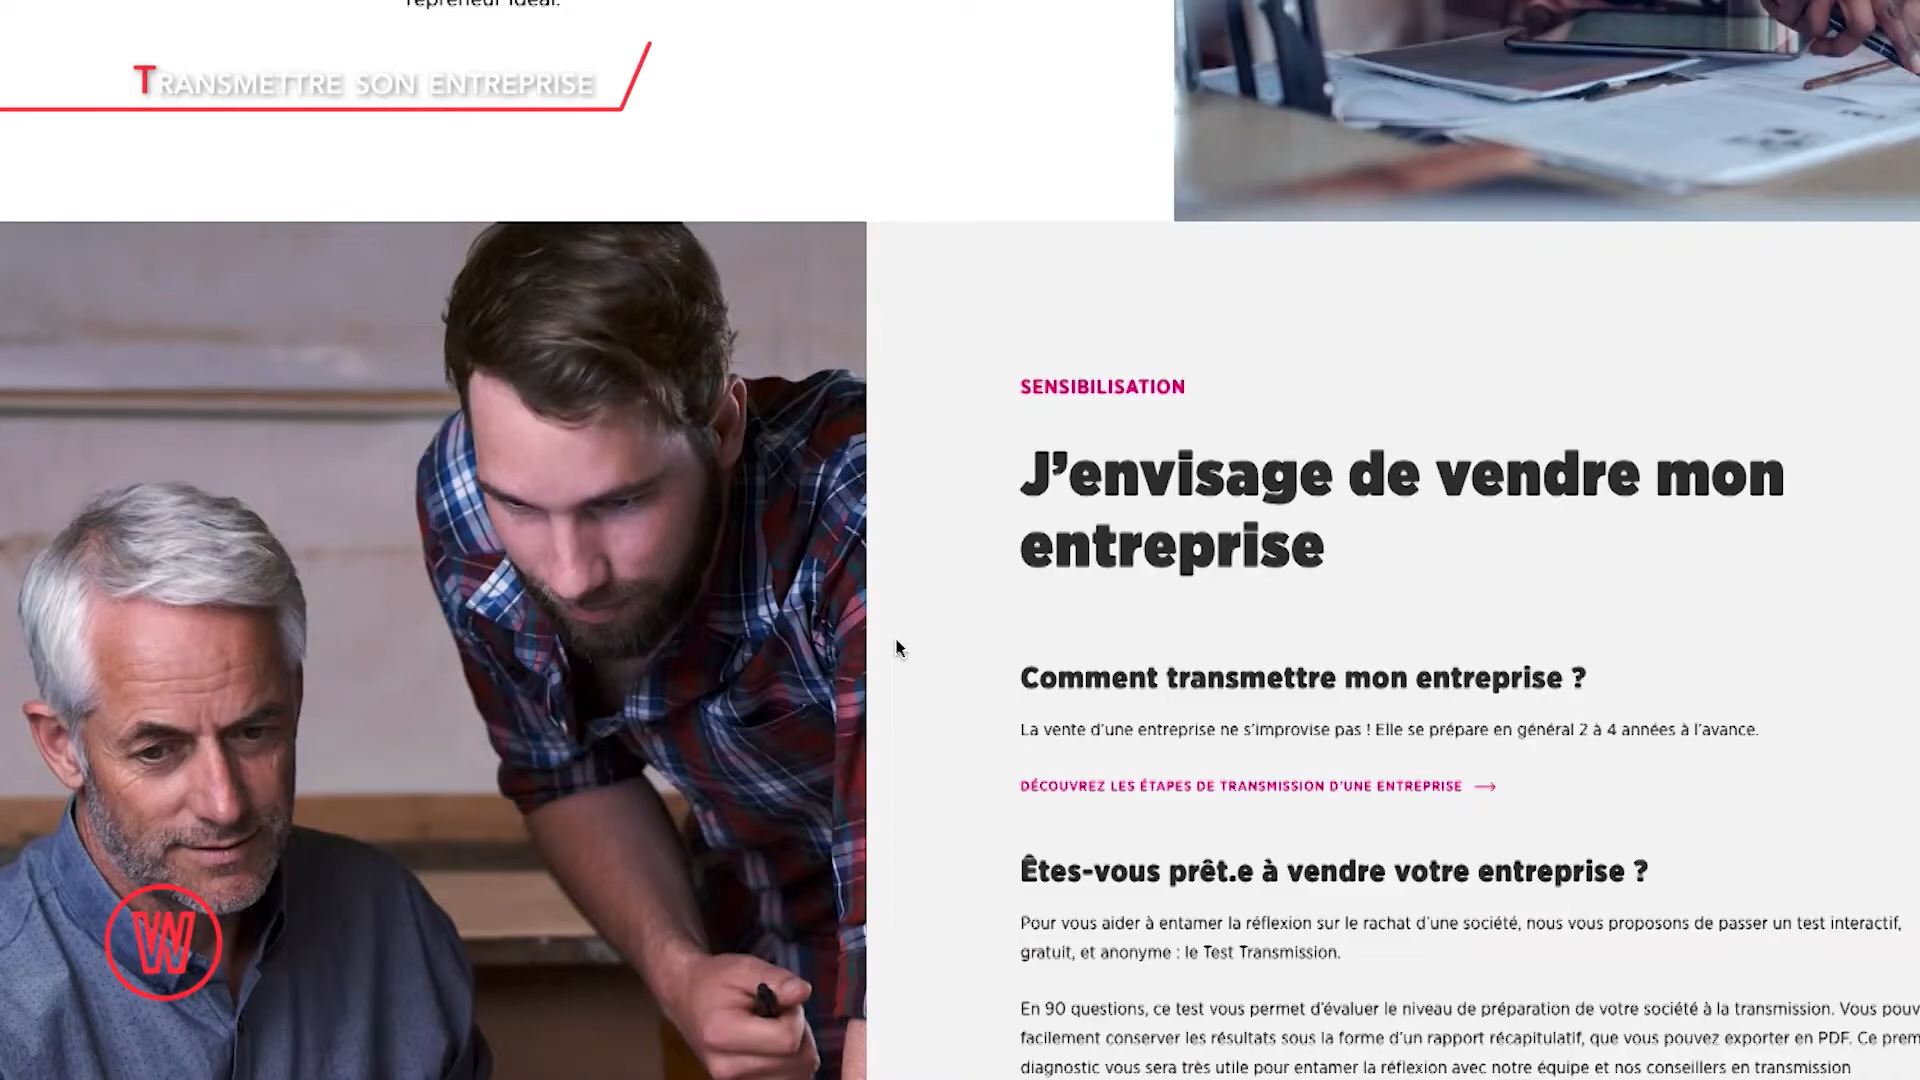 repreneur idéal.
Transmettre son entreprise
SENSIBILISATION
J'envisage de vendre mon
entreprise
Comment transmettre mon entreprise ?
La vente d'une entreprise ne s'improvise pas ! Elle se prépare en général 2 à 4 années à l'avance.
DÉCOUVREZ LES ÉTAPES DE TRANSMISSION D'UNE ENTREPRISE →
Êtes-vous prêt.e à vendre votre entreprise ?
Pour vous aider à entamer la réflexion sur le rachat d'une société, nous vous proposons de passer un test interactif,
gratuit, et anonyme : le Test Transmission.
En 90 questions, ce test vous permet d'évaluer le niveau de préparation de votre société à la transmission. Vous pouv
facilement conserver les résultats sous la forme d'un rapport récapitulatif, que vous pouvez exporter en PDF. Ce prem
diagnostic vous sera très utile pour entamer la réflexion avec notre équipe et nos conseillers en transmission
W